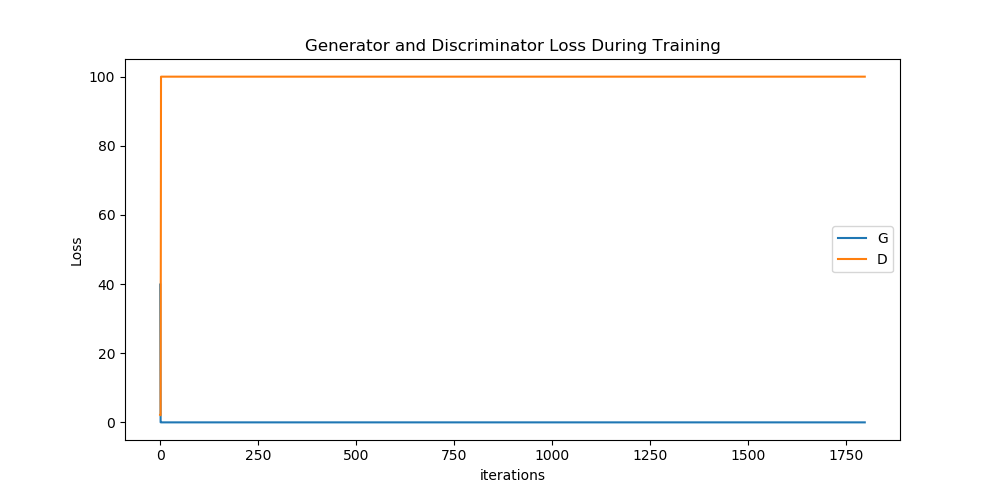 Generator and Discriminator Loss During Training
100
80
60
40
20
0
Loss
G
D
0 250 500 750 1000 1250 1500 1750
iterations